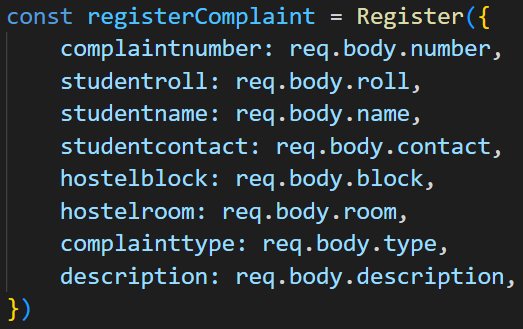 const registerComplaint = Register({
    complaintnumber: req.body.number,
    studentroll: req.body.roll,
    studentname: req.body.name,
    studentcontact: req.body.contact,
    hostelblock: req.body.block,
    hostelroom: req.body.room,
    complainttype: req.body.type,
    description: req.body.description,
})